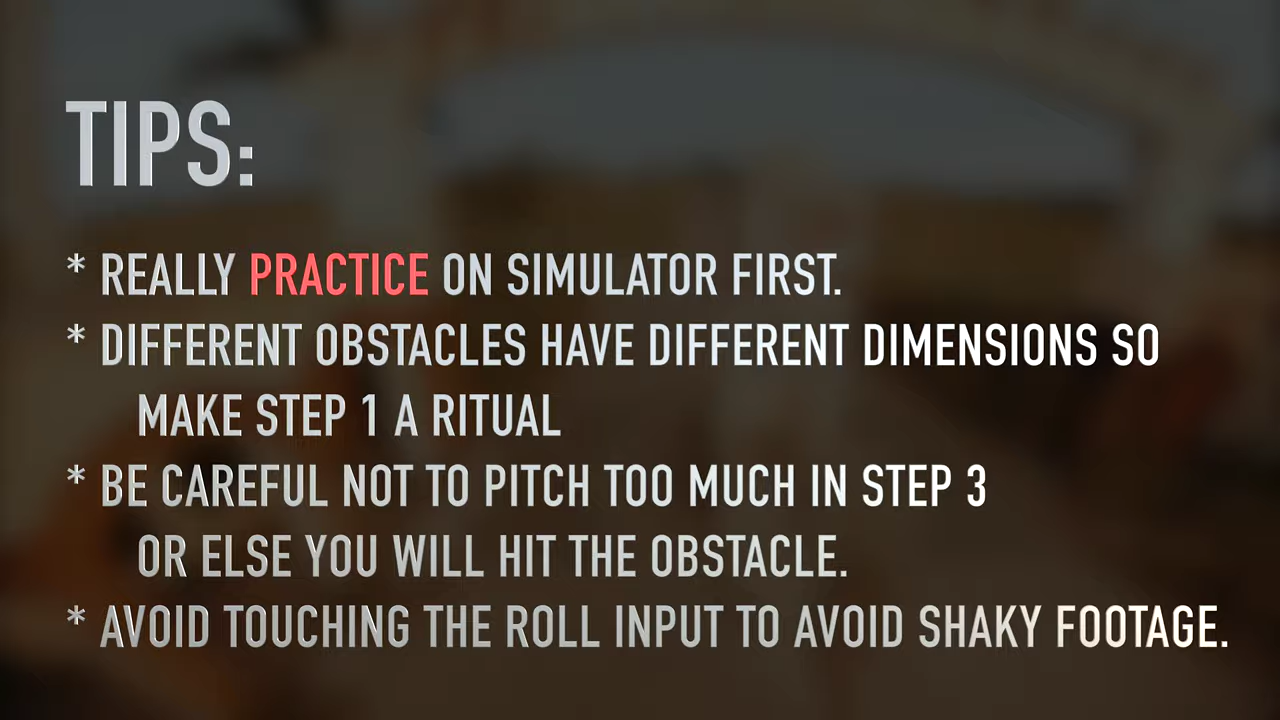 TIPS:
* REALLY PRACTICE ON SIMULATOR FIRST.
* DIFFERENT OBSTACLES HAVE DIFFERENT DIMENSIONS SO
MAKE STEP 1 A RITUAL
* BE CAREFUL NOT TO PITCH TOO MUCH IN STEP 3
OR ELSE YOU WILL HIT THE OBSTACLE.
* AVOID TOUCHING THE ROLL INPUT TO AVOID SHAKY FOOTAGE.